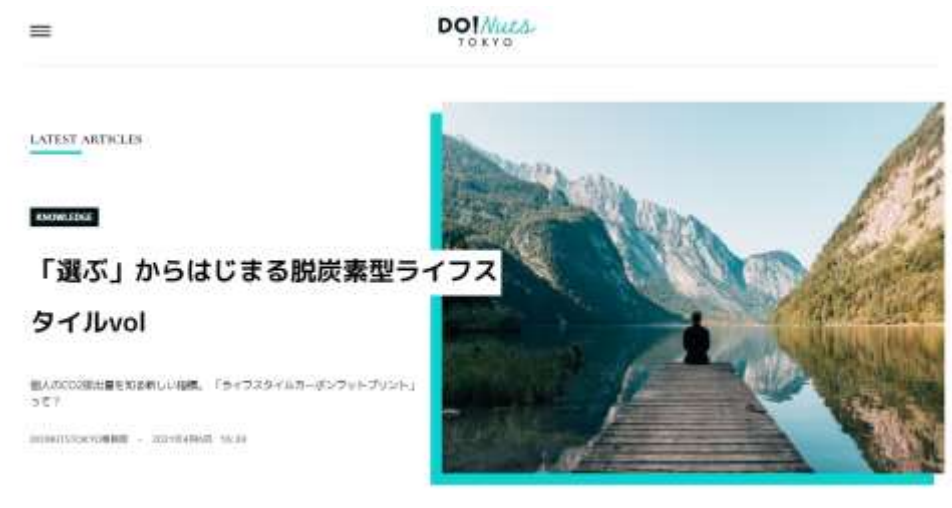 DO!Nuts
TOKYO
LATEST ARTICLES
KNOWLEDGE
「選ぶ」からはじまる脱炭素型ライフス
タイルvol
個人のCO2排出量を知る新しい指標。「ライフスタイルカーボンフットプリント」
って？